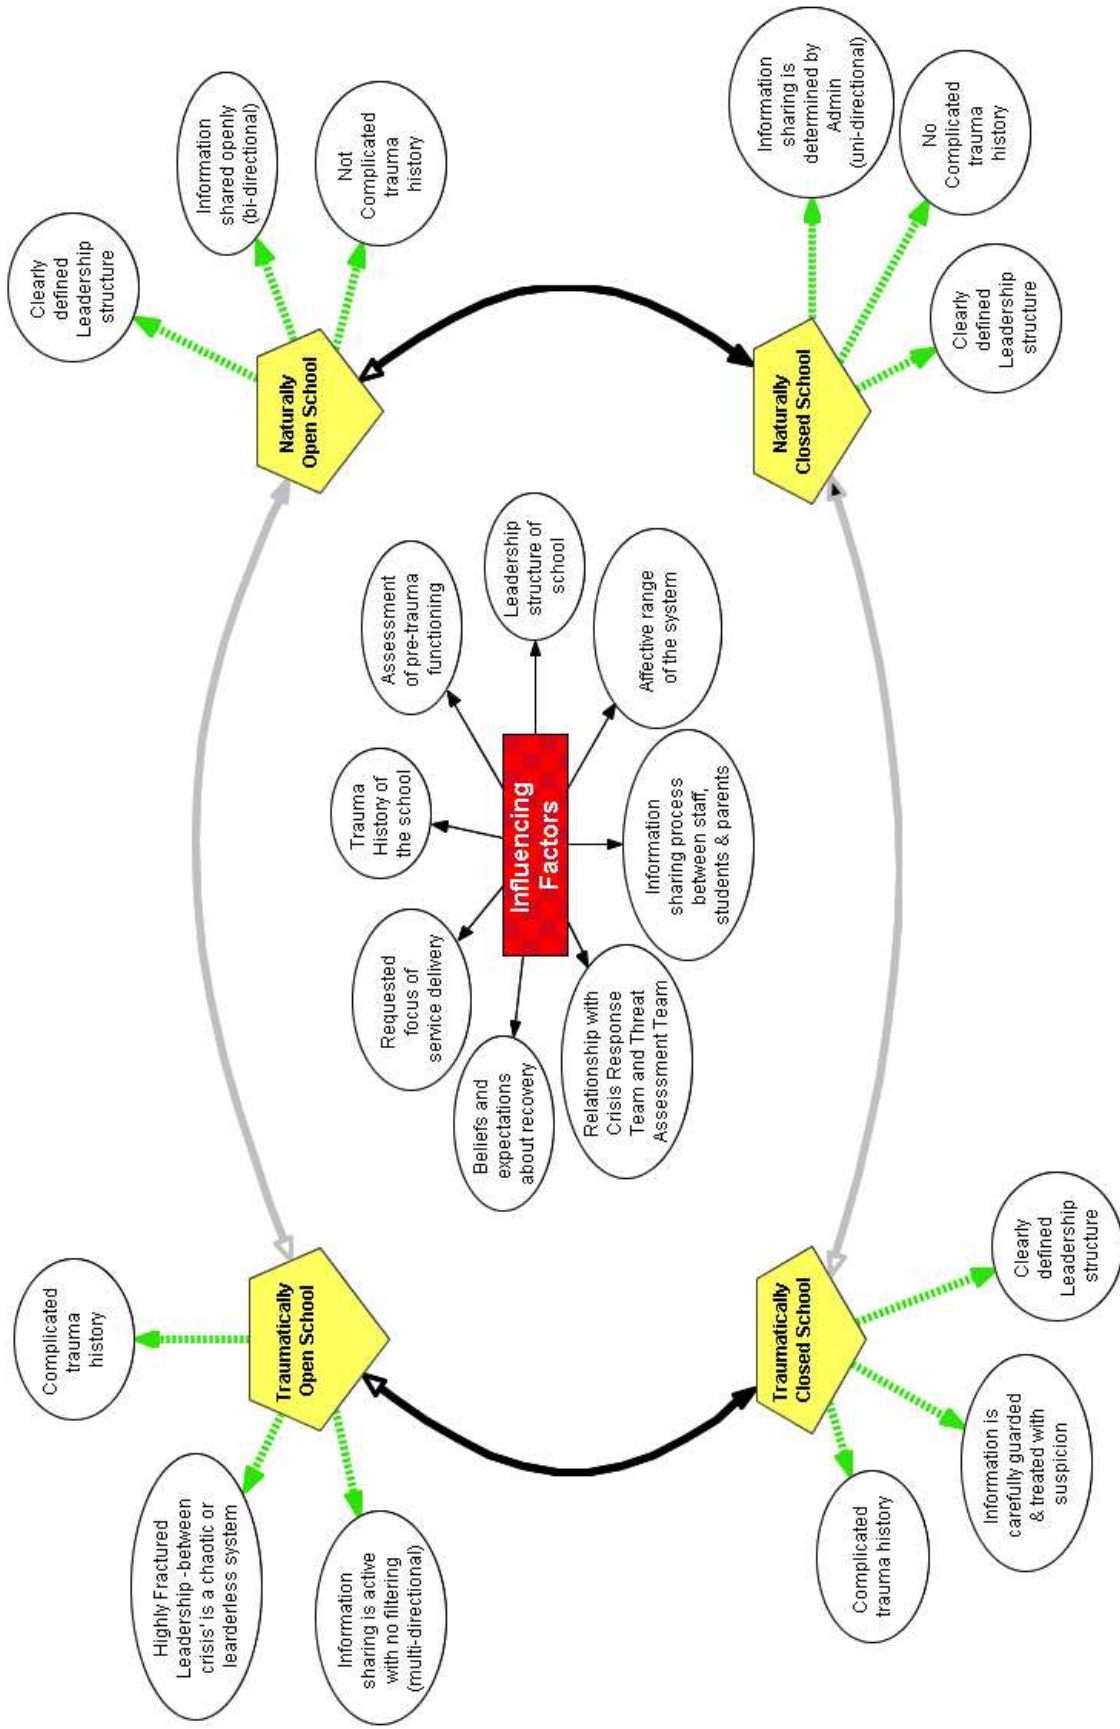 Complicated
trauma
history
Highly Fractured
Leadership -between
crisis' is a chaotic or
learderless system
Information
sharing is active
with no filtering
(multi-directional)
Traumatically
Open School
Clearly
defined
Leadership
structure
Information
shared openly
(bi-directional)
Not
Complicated
trauma
history
Naturally
Open School
Trauma
History of
the school
Assessment
of pre-trauma
functioning
Requested
focus of
service delivery
Beliefs and
expectations
about recovery
Influencing
Factors
Leadership
structure of
school
Relationship with
Crisis Response
Team and Threat
Assessment Team
Information
sharing process
between staff,
students & parents
Affective range
of the system
Traumatically
Closed School
Complicated
trauma history
Information is
carefully guarded
& treated with
suspicion
Clearly
defined
Leadership
structure
Naturally
Closed School
Information
sharing is
determined by
Admin
(uni-directional)
No
Complicated
trauma
history
Clearly
defined
Leadership
structure